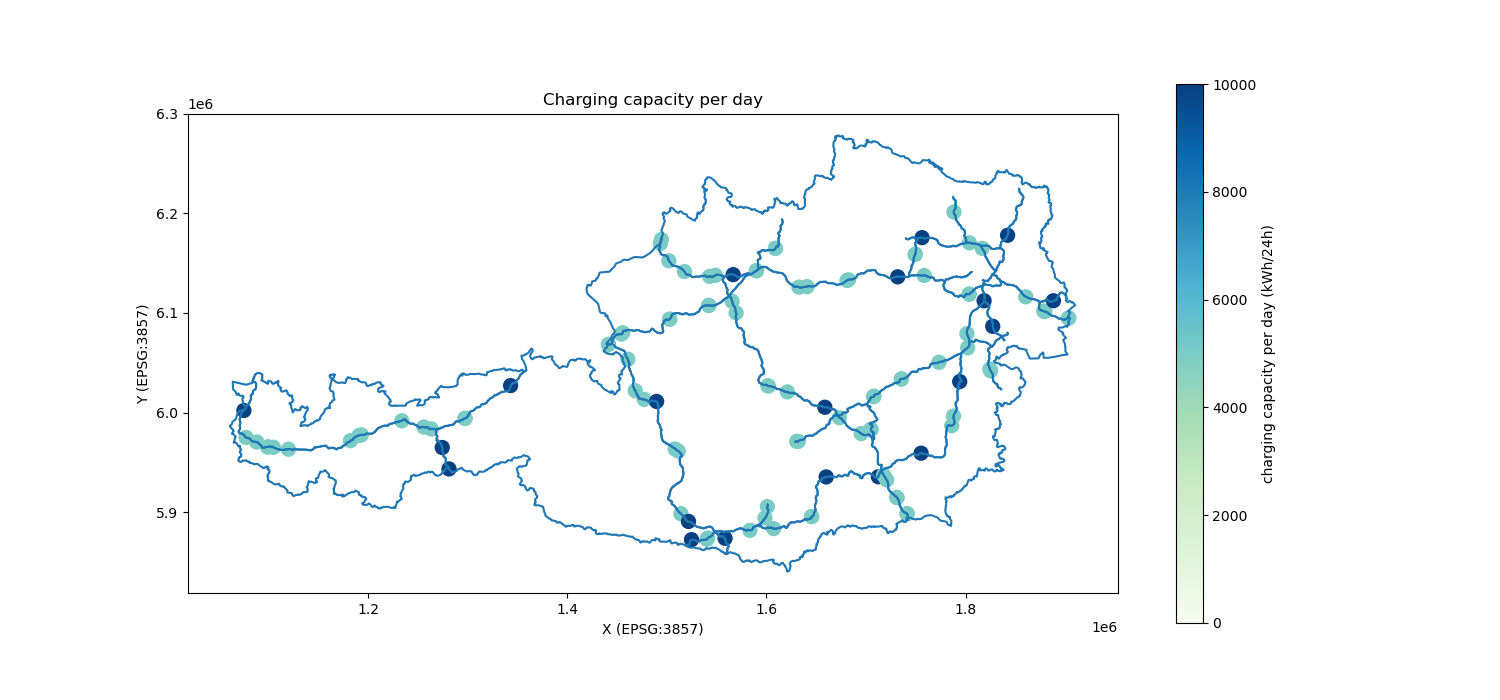 Charging capacity per day
1e6
6.3
6.2
6.1
6.0
5.9
Y (EPSG:3857)
1.2
1.4
1.6
1.8
1e6
X (EPSG:3857)
10000
8000
6000
4000
2000
0
charging capacity per day (kWh/24h)